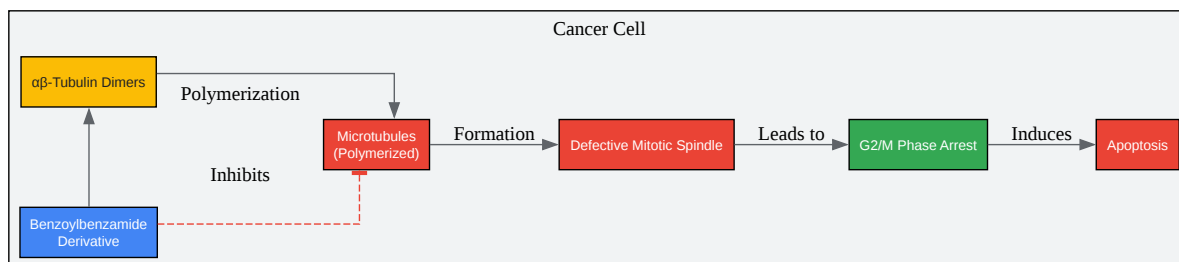 Cancer Cell
αβ-Tubulin Dimers
Polymerization
Microtubules
(Polymerized)
Formation
Defective Mitotic Spindle
Leads to
G2/M Phase Arrest
Induces
Apoptosis
Inhibits
Benzoylbenzamide
Derivative